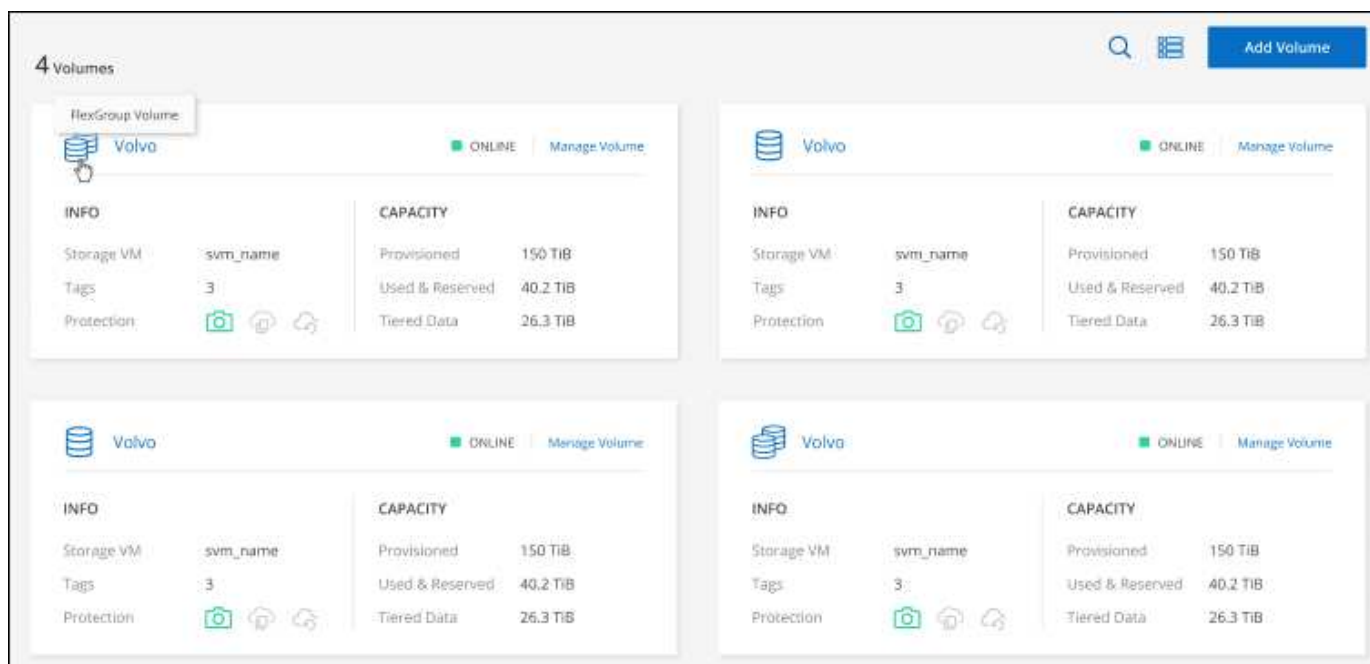 4 Volumes
Add Volume
FlexGroup Volume
Volvo
ONLINE
Manage Volume
Volvo
ONLINE
Manage Volume
INFO
CAPACITY
Storage VM svm_name
Provisioned 150 TiB
Tags 3
Used & Reserved 40.2 TiB
Protection
Tiered Data 26.3 TiB
INFO
CAPACITY
Storage VM svm_name
Provisioned 150 TiB
Tags 3
Used & Reserved 40.2 TiB
Protection
Tiered Data 26.3 TiB
Volvo
ONLINE
Manage Volume
Volvo
ONLINE
Manage Volume
INFO
CAPACITY
Storage VM svm_name
Provisioned 150 TiB
Tags 3
Used & Reserved 40.2 TiB
Protection
Tiered Data 26.3 TiB
INFO
CAPACITY
Storage VM svm_name
Provisioned 150 TiB
Tags 3
Used & Reserved 40.2 TiB
Protection
Tiered Data 26.3 TiB